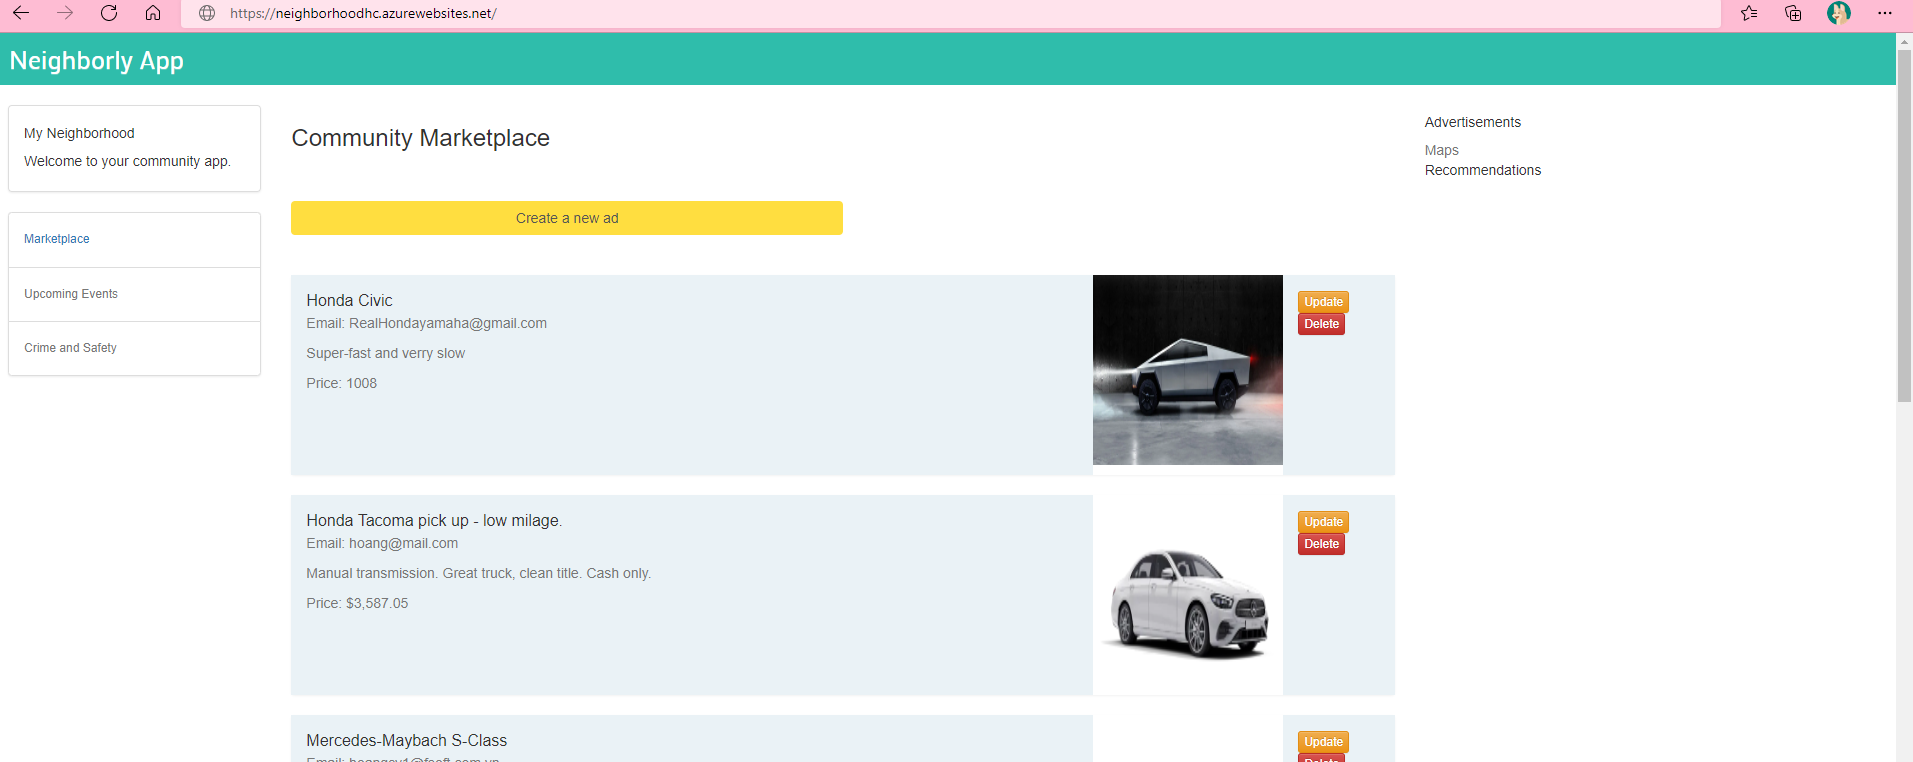 https://neighborhoodhc.azurewebsites.net/
Neighborly App
My Neighborhood
Welcome to your community app.
Marketplace
Upcoming Events
Crime and Safety
Community Marketplace
Create a new ad
Honda Civic
Email: RealHondayamaha@gmail.com
Super-fast and verry slow
Price: 1008
Update
Delete
Honda Tacoma pick up - low milage.
Email: hoang@mail.com
Manual transmission. Great truck, clean title. Cash only.
Price: $3,587.05
Update
Delete
Mercedes-Maybach S-Class
Email:
Update
Delete
Advertisements
Maps
Recommendations